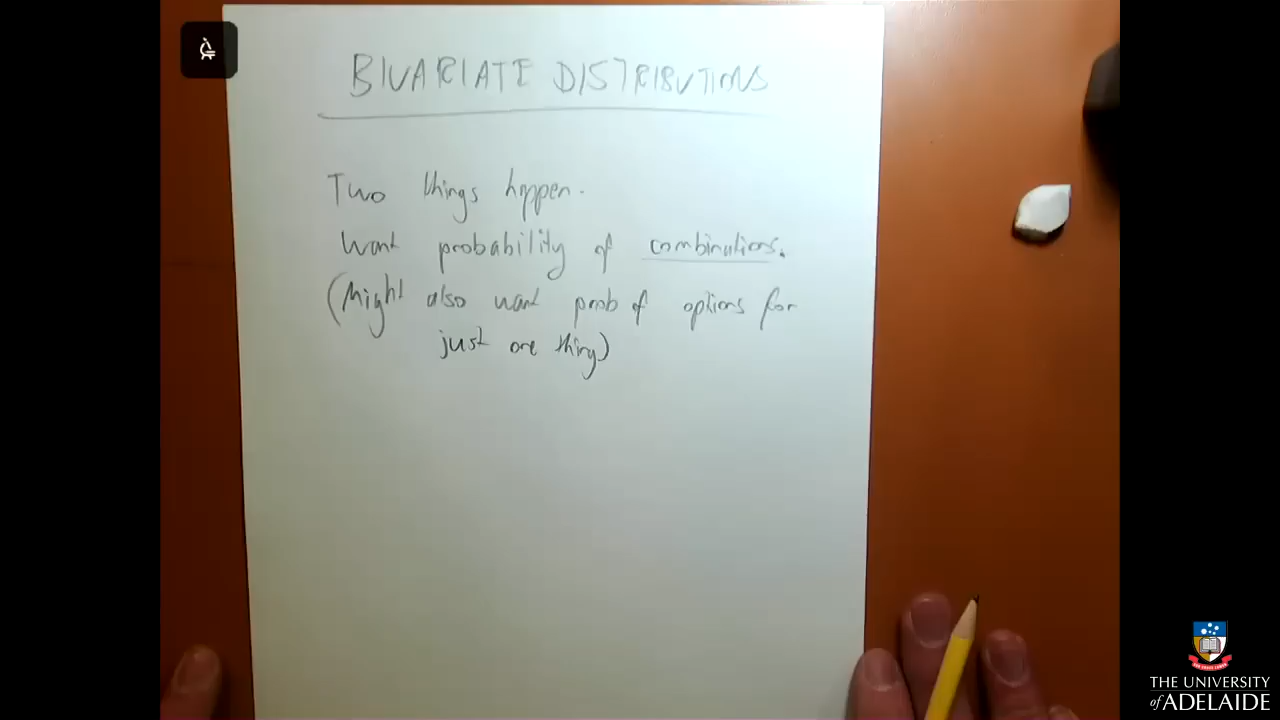 BIVARIATE DISTRIBUTIONS
Two things happen.
Want probability of combinations.
(Might also want prob of options for
just one thing)
THE UNIVERSITY
of ADELAIDE